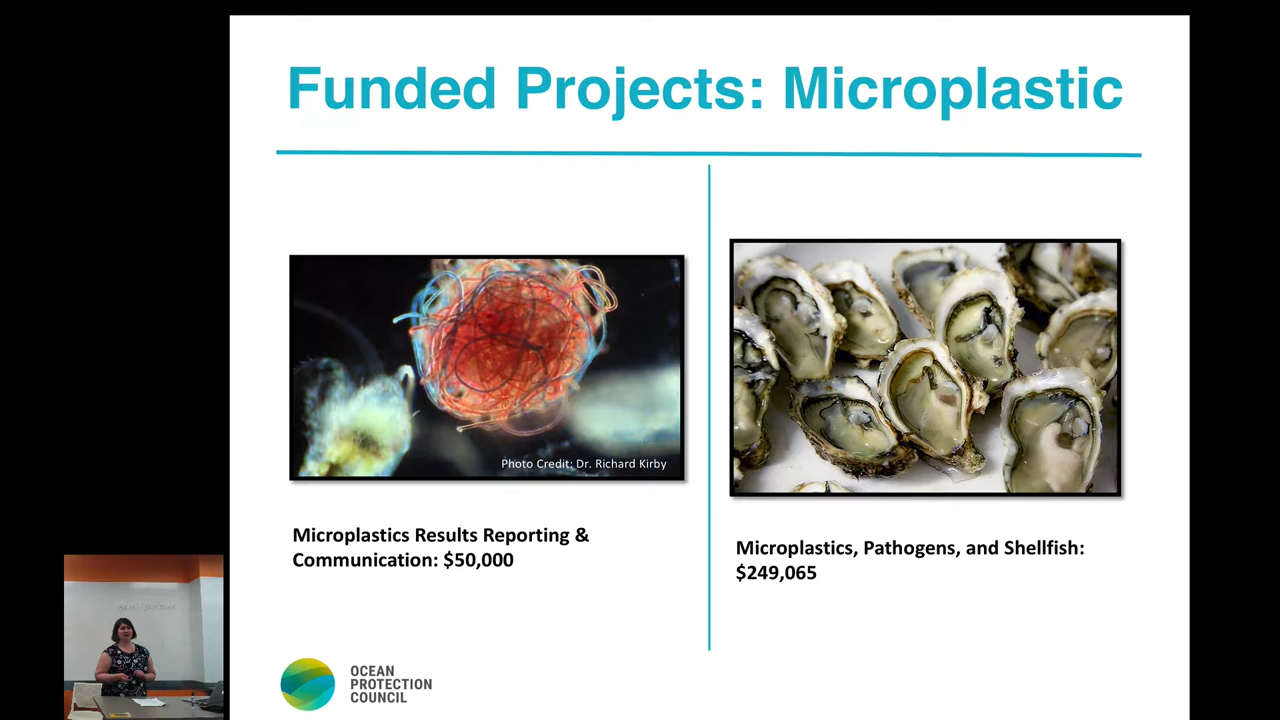 Funded Projects: Microplastic
Photo Credit: Dr. Richard Kirby
Microplastics Results Reporting &
Communication: $50,000
Microplastics, Pathogens, and Shellfish:
$249,065
OCEAN
PROTECTION
COUNCIL